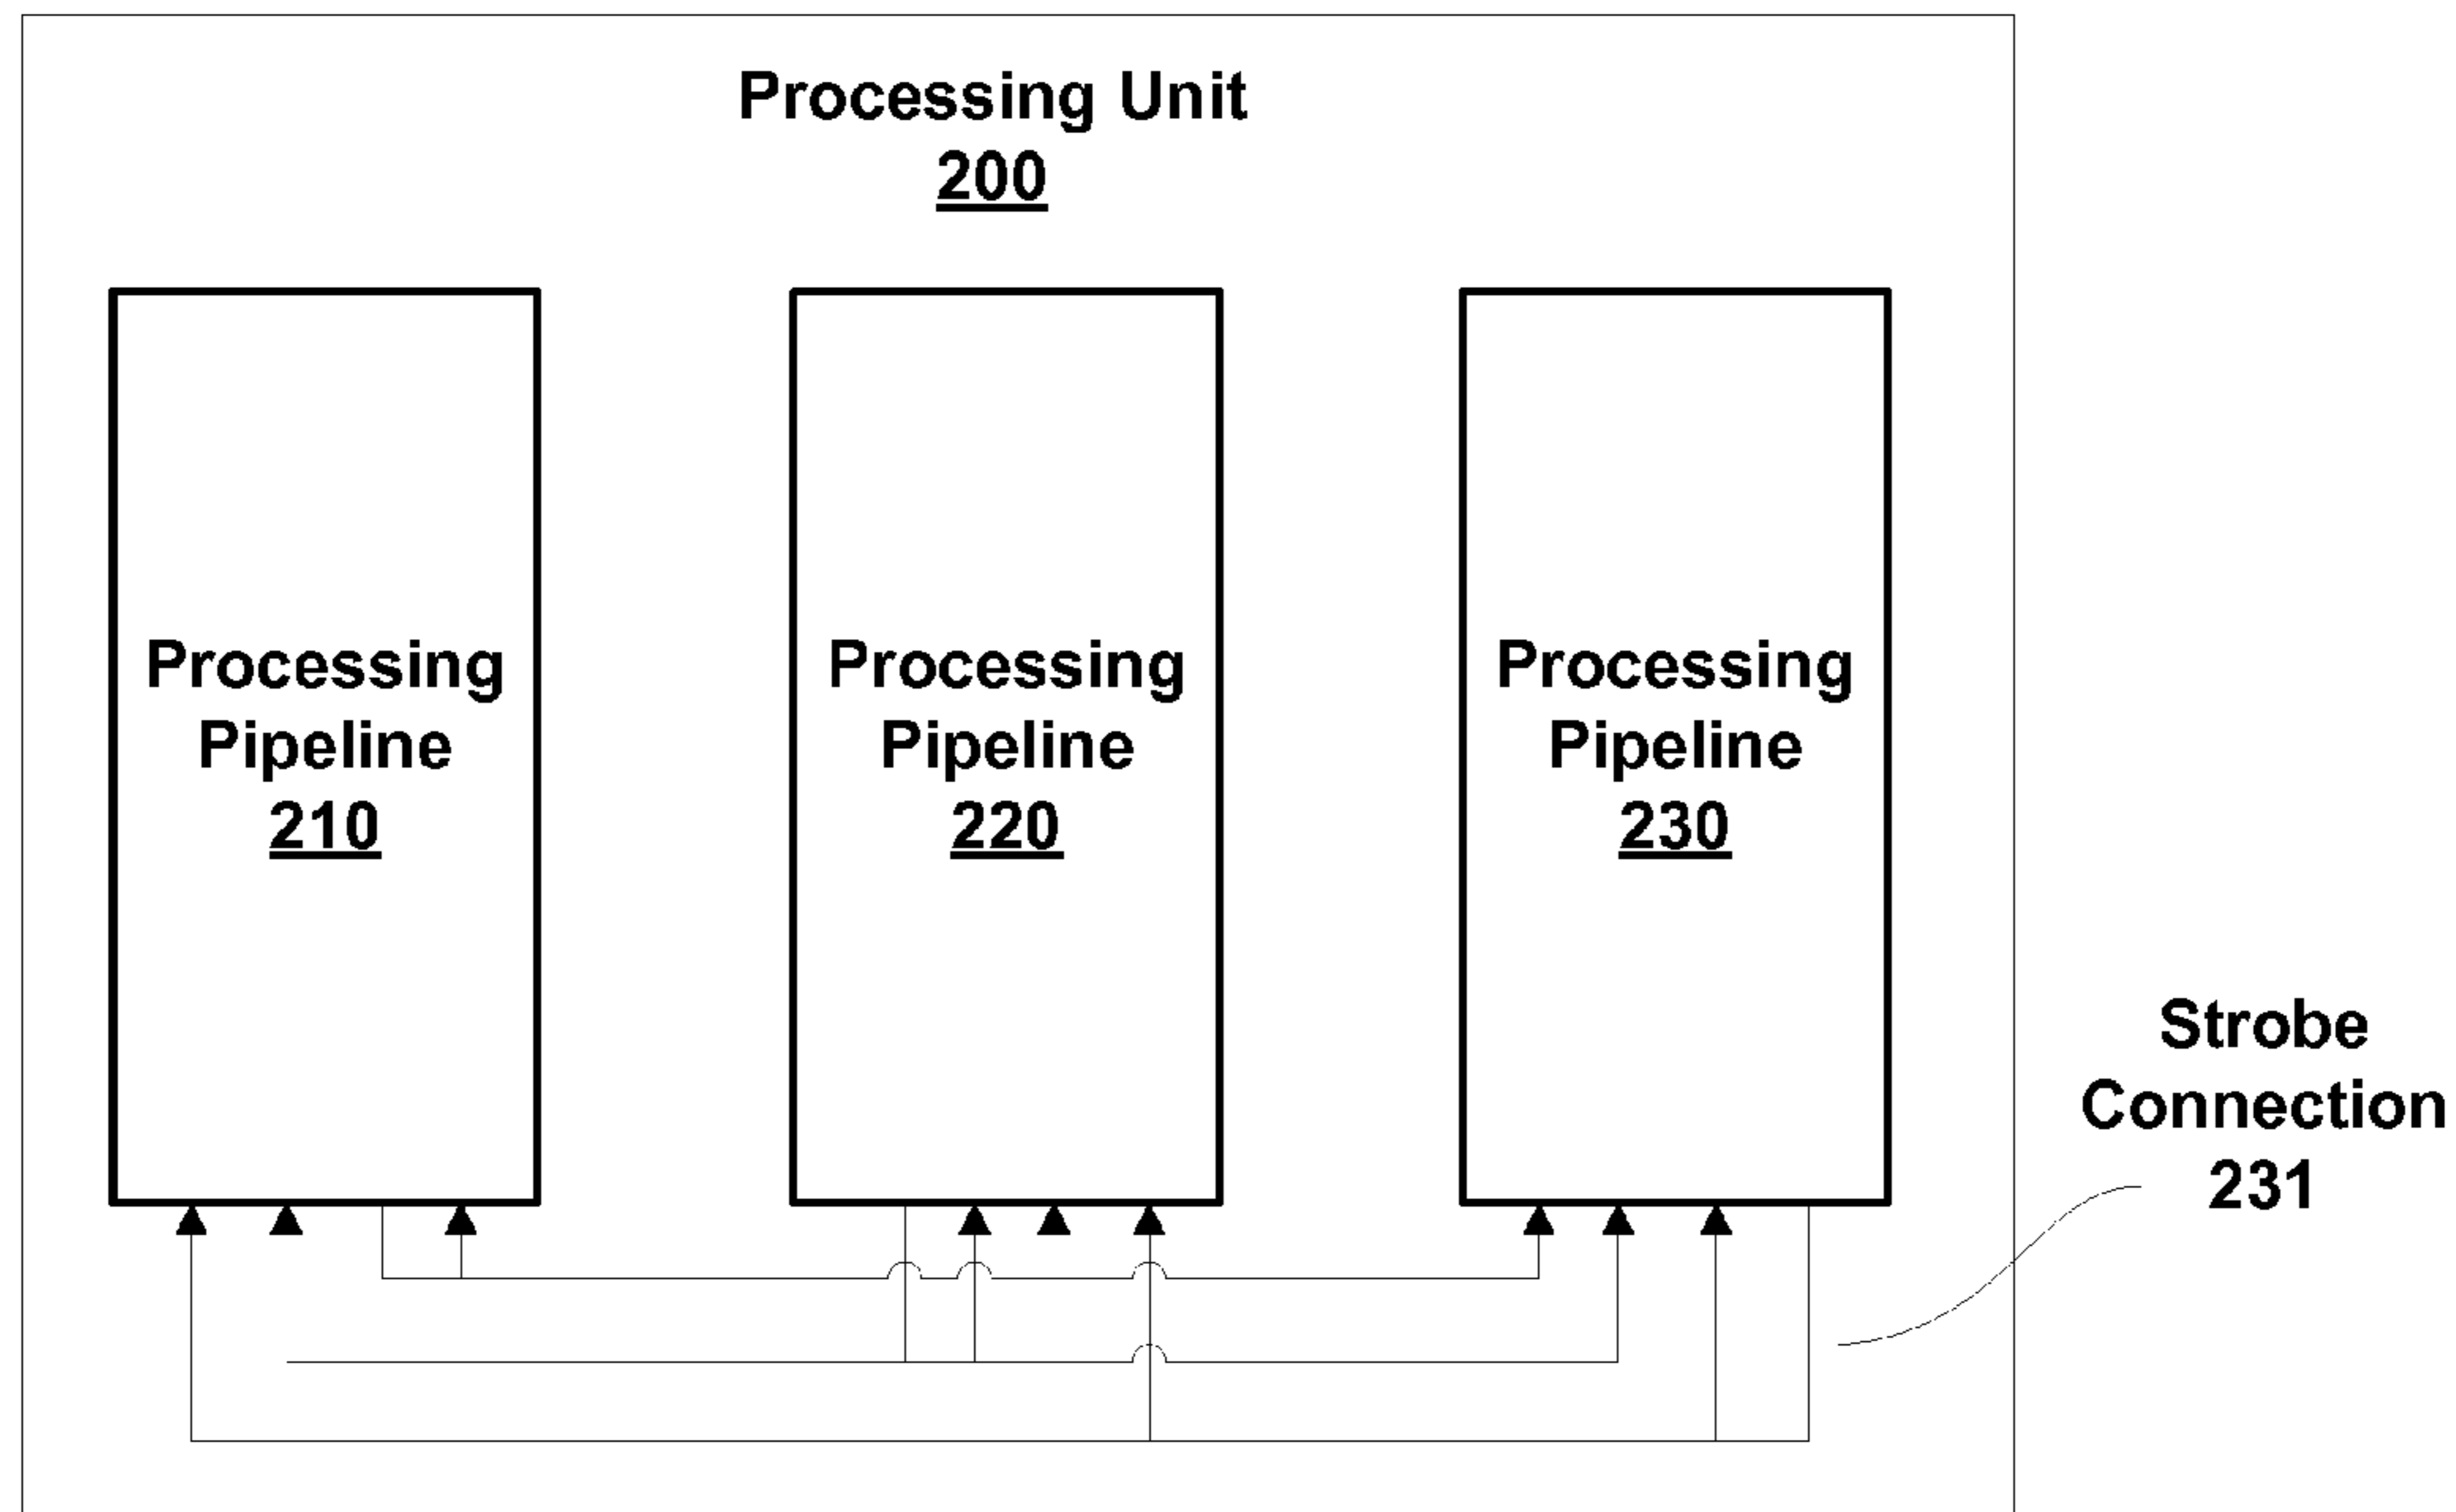 Processing Unit
200
Processing
Pipeline
210
Processing
Pipeline
220
Processing
Pipeline
230
Strobe
Connection
231